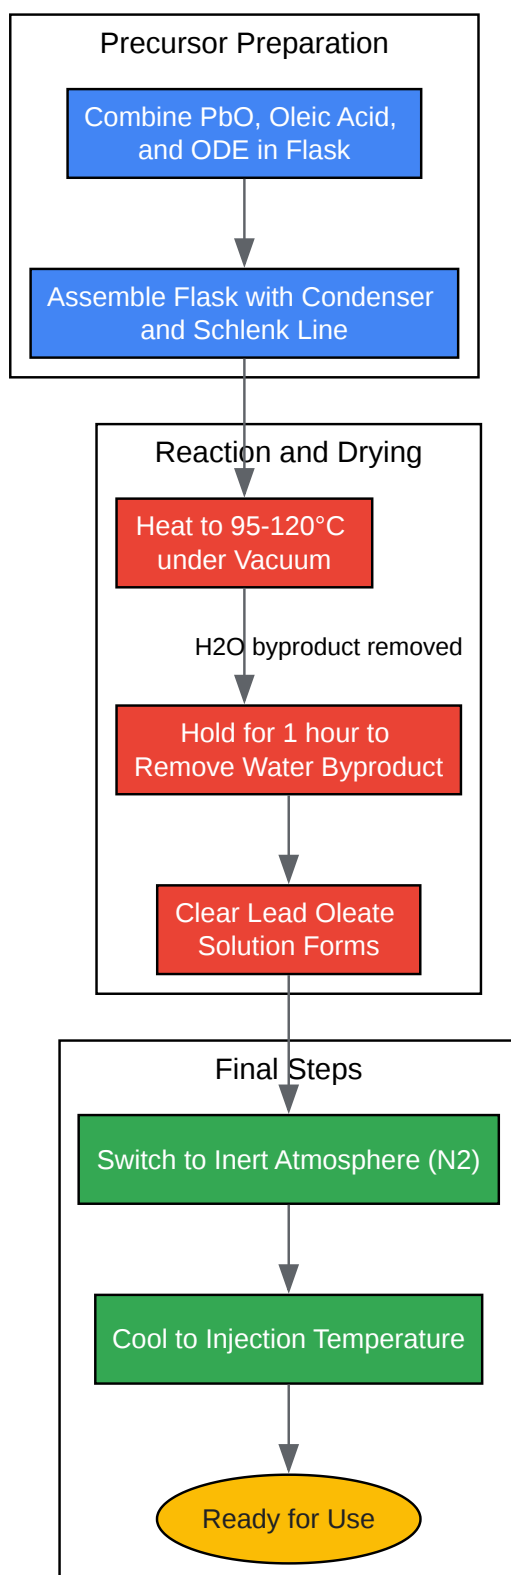 Precursor Preparation
Combine PbO, Oleic Acid,
and ODE in Flask
Assemble Flask with Condenser
and Schlenk Line
Reaction and Drying
Heat to 95-120°C
under Vacuum
H2O byproduct removed
Hold for 1 hour to
Remove Water Byproduct
Clear Lead Oleate
Solution Forms
Final Steps
Switch to Inert Atmosphere (N2)
Cool to Injection Temperature
Ready for Use